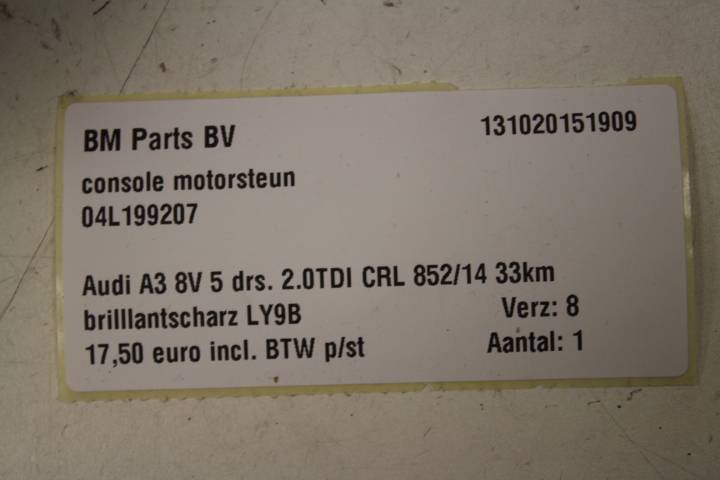 BM Parts BV 131020151909
console motorsteun
04L199207
Audi A3 8V 5 drs. 2.0TDI CRL 852/14 33km
brilllantscharz LY9B Verz: 8
17,50 euro incl. BTW p/st Aantal: 1